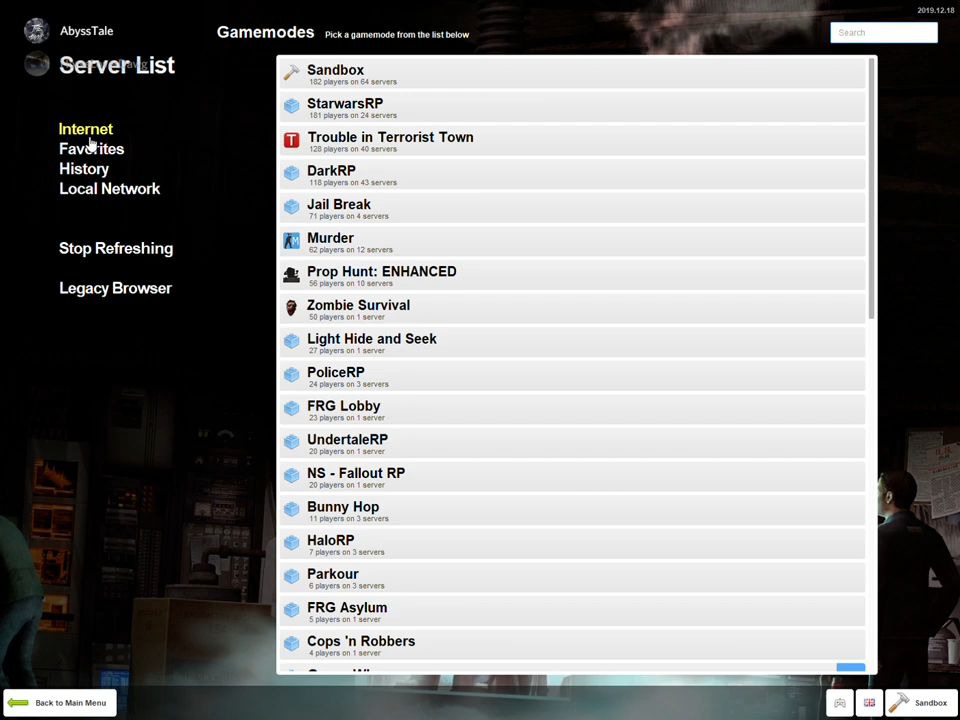 2019.12.18
AbyssTale
Server List
Gamemodes Pick a gamemode from the list below
Search
Internet
Favorites
History
Local Network
Stop Refreshing
Legacy Browser
Sandbox
182 players on 64 servers
StarwarsRP
181 players on 24 servers
T
Trouble in Terrorist Town
128 players on 40 servers
DarkRP
118 players on 43 servers
Jail Break
71 players on 4 servers
M
Murder
62 players on 12 servers
Prop Hunt: ENHANCED
56 players on 10 servers
Zombie Survival
50 players on 1 server
Light Hide and Seek
27 players on 1 server
PoliceRP
24 players on 3 servers
FRG Lobby
23 players on 1 server
UndertaleRP
20 players on 1 server
NS - Fallout RP
20 players on 1 server
Bunny Hop
11 players on 3 servers
HaloRP
7 players on 3 servers
Parkour
6 players on 3 servers
FRG Asylum
5 players on 1 server
Cops 'n Robbers
4 players on 1 server
Back to Main Menu
Sandbox